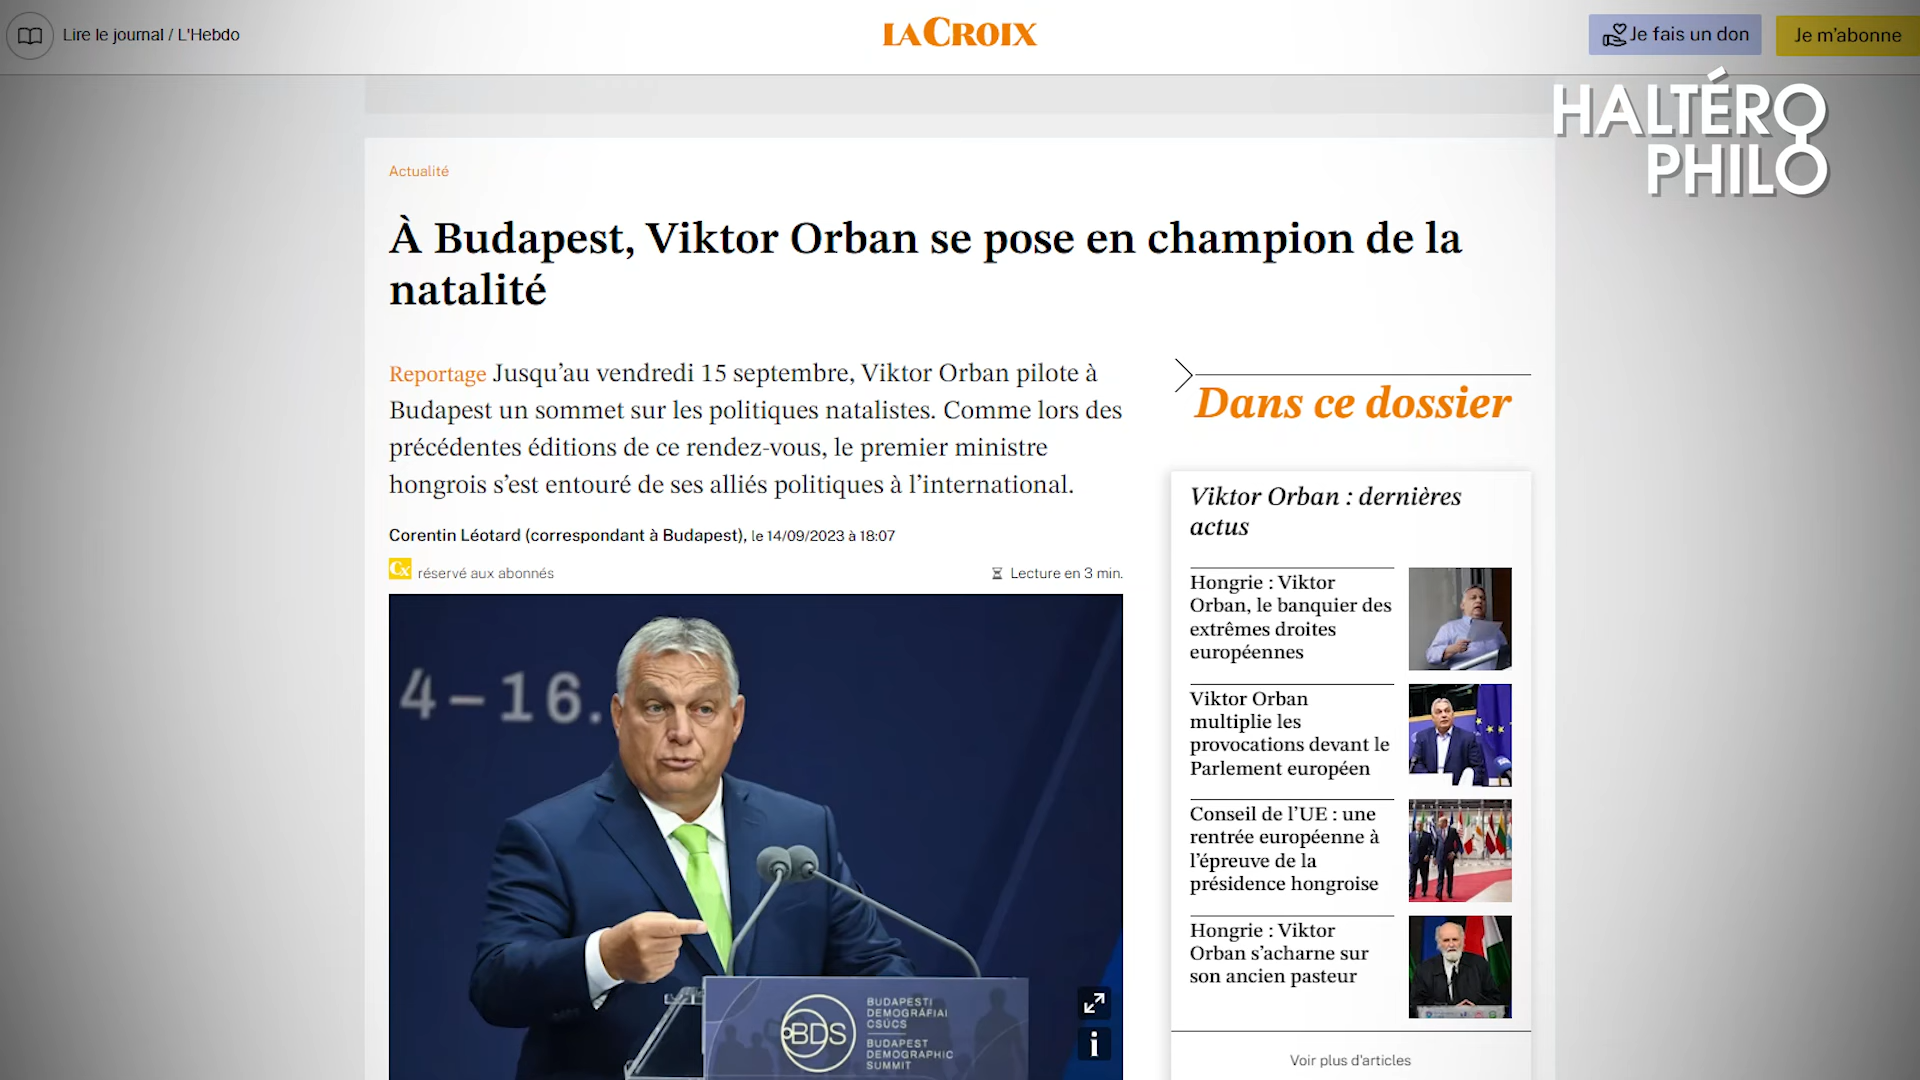 Lire le journal / L'Hebdo
LA CROIX
Je fais un don
Je m'abonne
HALTÉRO
PHILO
Actualité
À Budapest, Viktor Orban se pose en champion de la
natalité
Reportage Jusqu'au vendredi 15 septembre, Viktor Orban pilote à
Budapest un sommet sur les politiques natalistes. Comme lors des
précédentes éditions de ce rendez-vous, le premier ministre
hongrois s'est entouré de ses alliés politiques à l'international.
Corentin Léotard (correspondant à Budapest), le 14/09/2023 à 18:07
Cx réservé aux abonnés
Lecture en 3 min.
4-16.
BDS
BUDAPESTI
DEMOGRÁFIAI
CSÚCS
BUDAPEST
DEMOGRAPHIC
SUMMIT
i
Dans ce dossier
Viktor Orban : dernières
actus
Hongrie : Viktor
Orban, le banquier des
extrêmes droites
européennes
Viktor Orban
multiplie les
provocations devant le
Parlement européen
Conseil de l'UE : une
rentrée européenne à
l'épreuve de la
présidence hongroise
Hongrie : Viktor
Orban s'acharne sur
son ancien pasteur
Voir plus d'articles